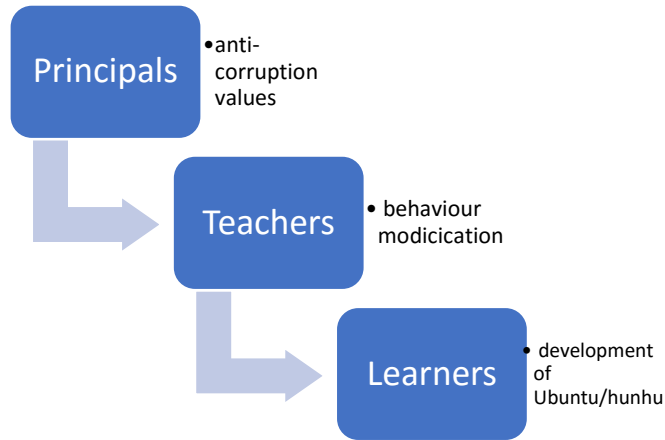 Principals
•anti-
corruption
values
Teachers
• behaviour
modicication
Learners
• development
of
Ubuntu/hunhu